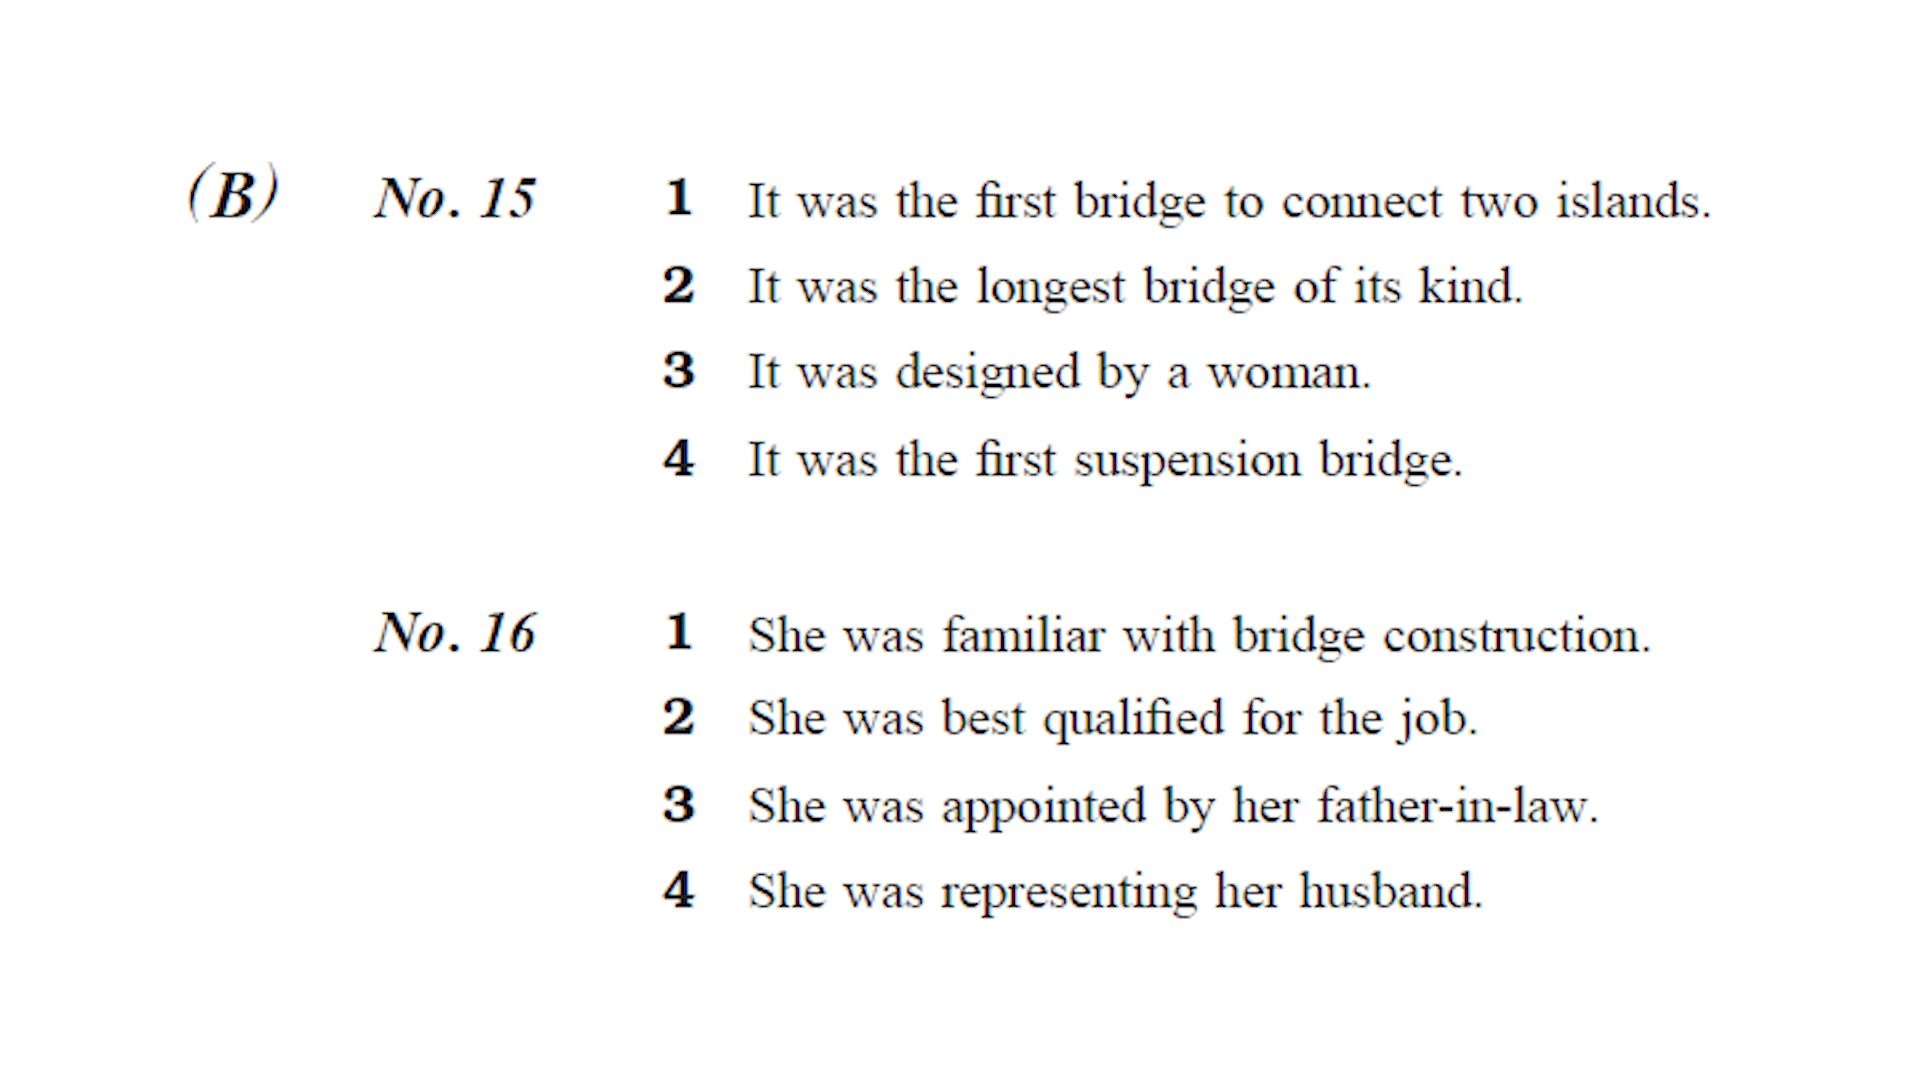 (B) No. 15 1 It was the first bridge to connect two islands.
2 It was the longest bridge of its kind.
3 It was designed by a woman.
4 It was the first suspension bridge.
No. 16 1 She was familiar with bridge construction.
2 She was best qualified for the job.
3 She was appointed by her father-in-law.
4 She was representing her husband.